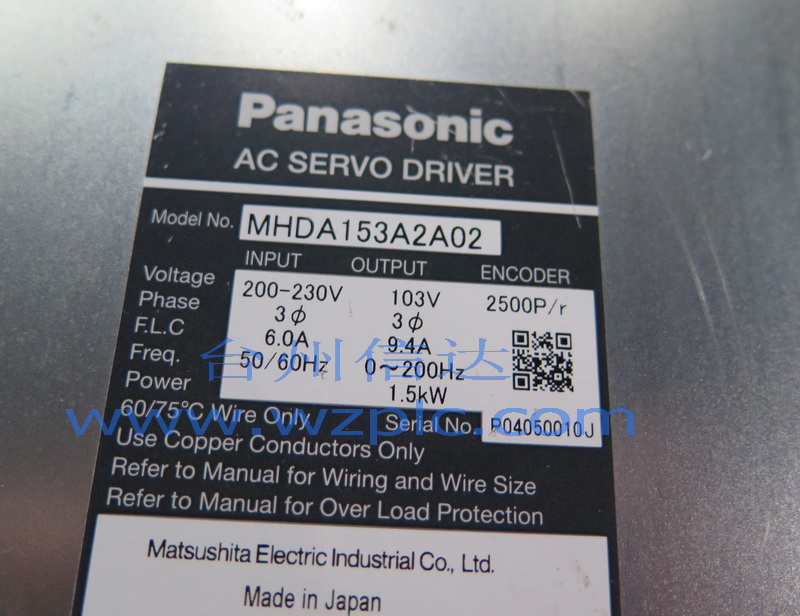 Panasonic
AC SERVO DRIVER
Model No. MHDA153A2A02
INPUT OUTPUT ENCODER
Voltage 200-230V 103V 2500P/r
Phase 3ϕ 3ϕ
F.L.C 6.0A 9.4A
Freq. 50/60Hz 0～200Hz
Power 1.5kW
台州信达
www.wzplc.com
60/75°C Wire Only Serial No. P04050010J
Use Copper Conductors Only
Refer to Manual for Wiring and Wire Size
Refer to Manual for Over Load Protection
Matsushita Electric Industrial Co., Ltd.
Made in Japan